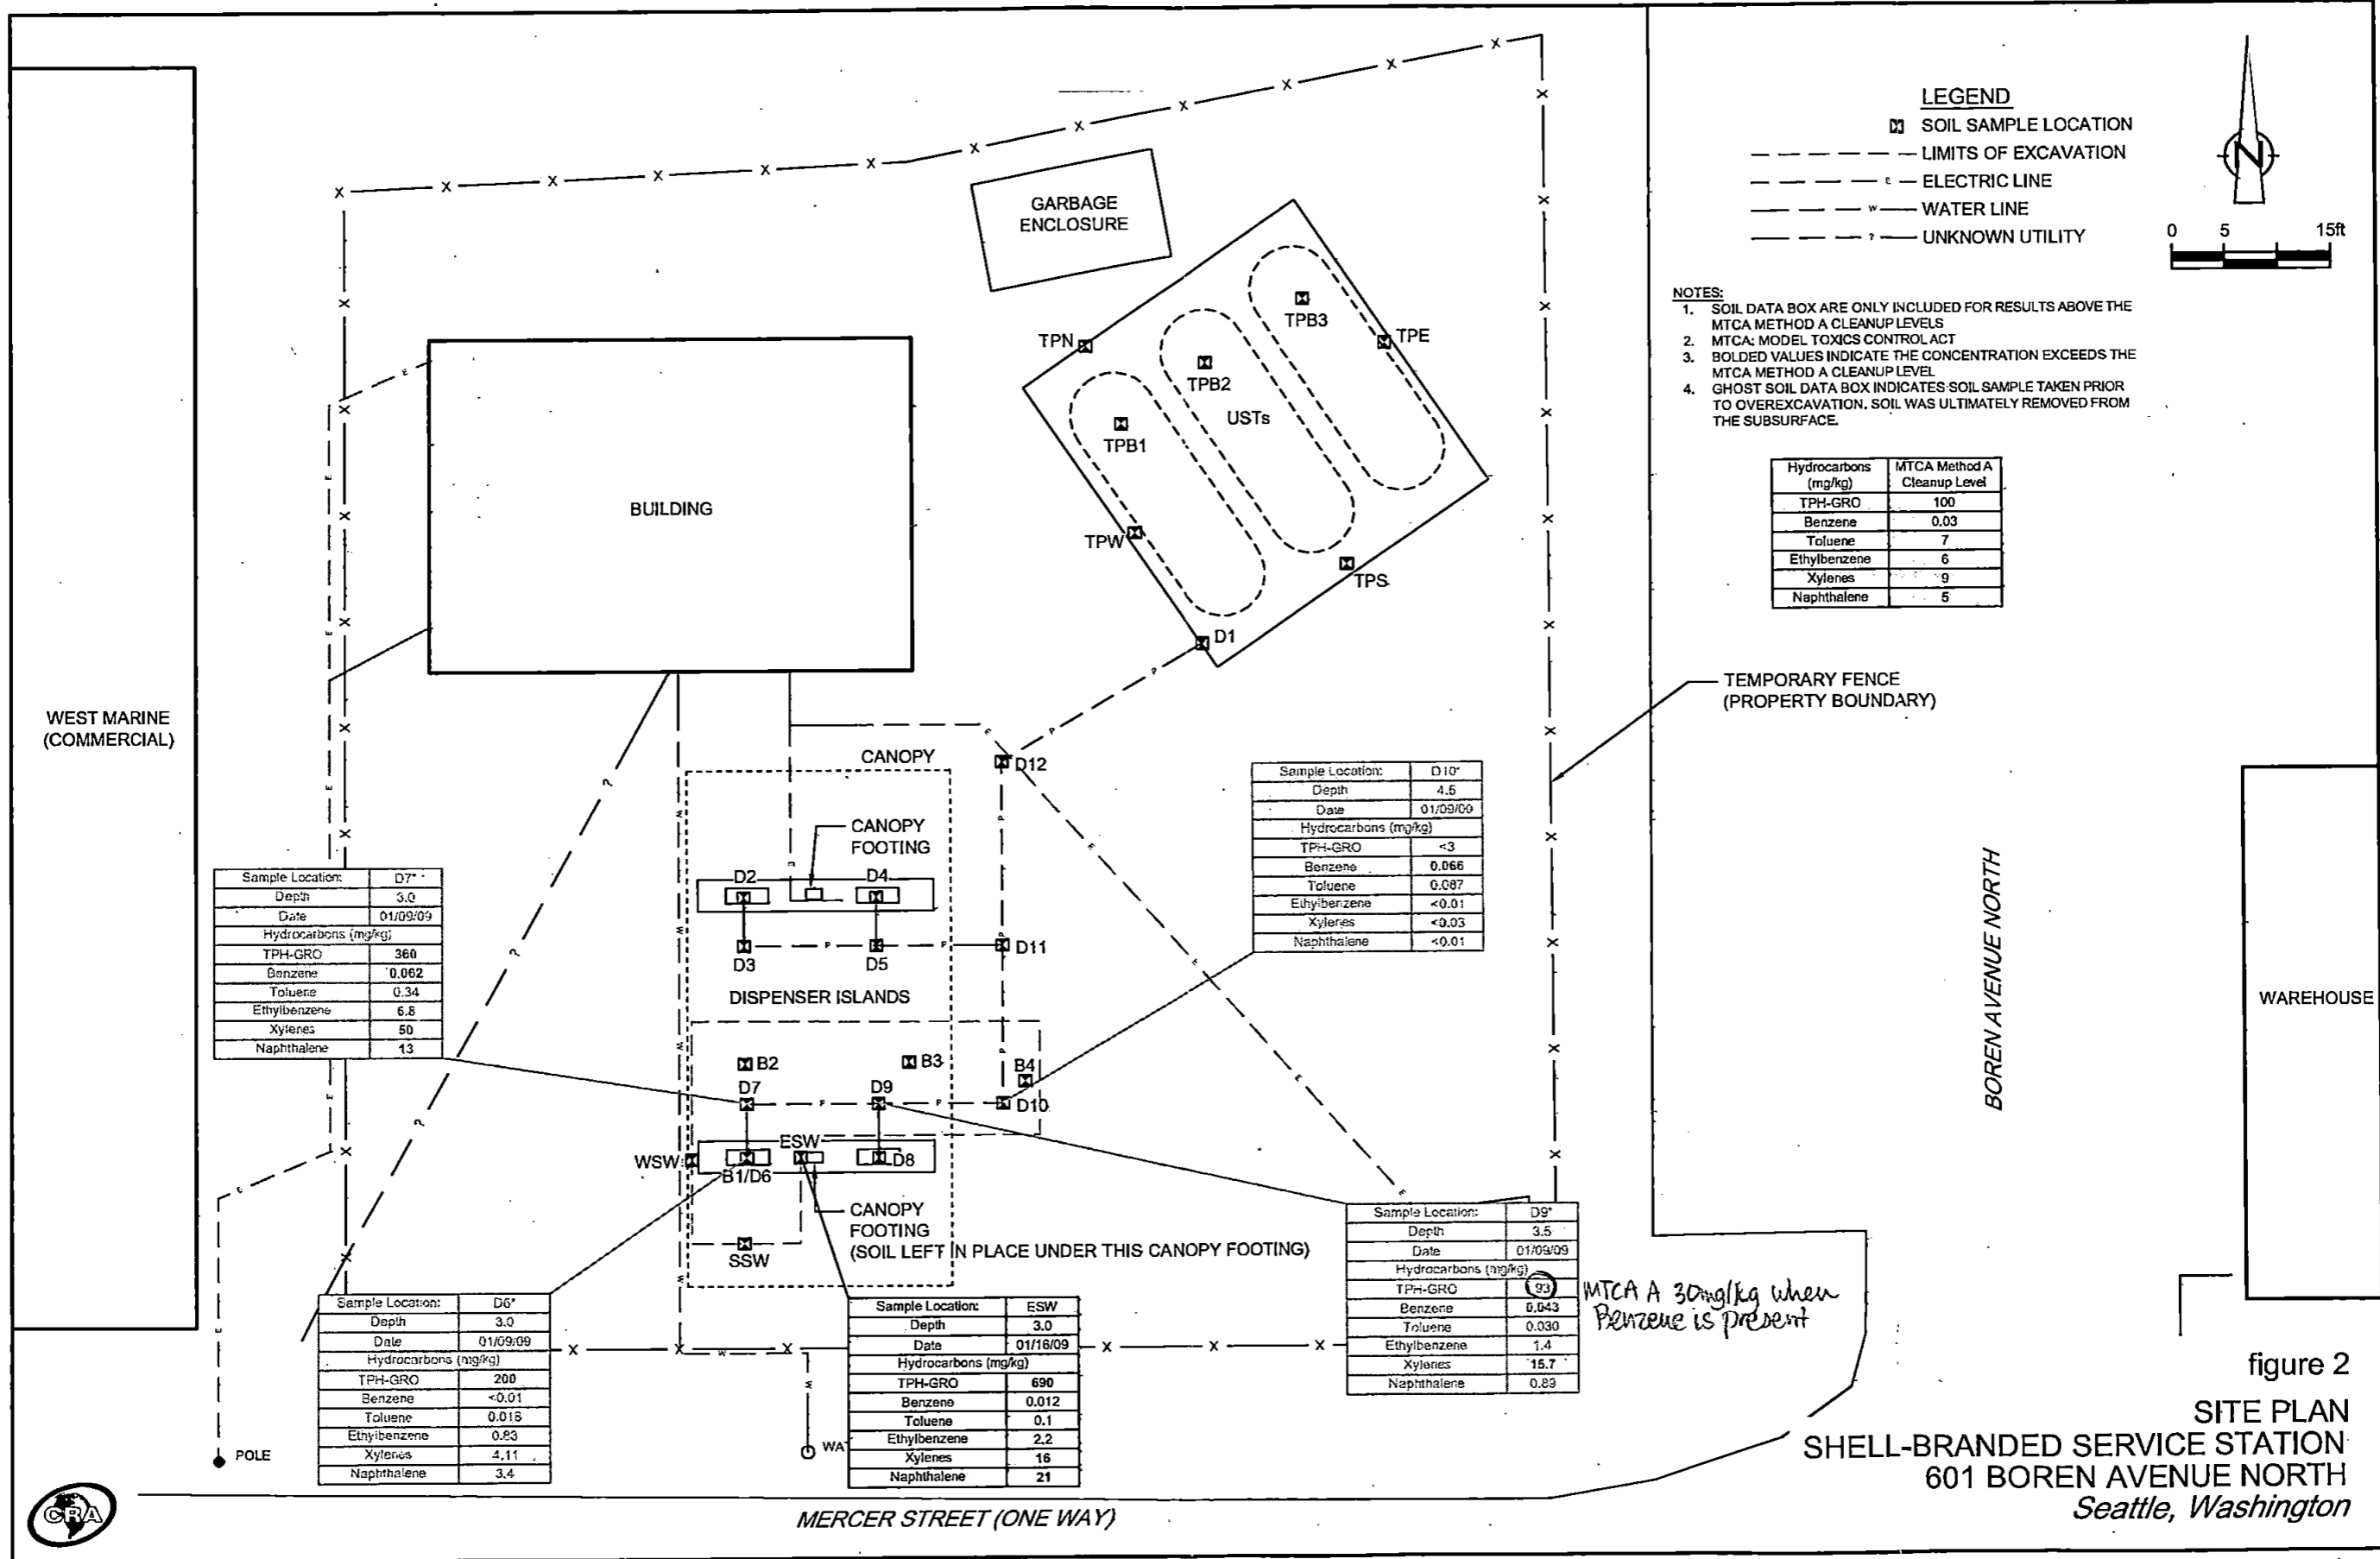 LEGEND
SOIL SAMPLE LOCATION
LIMITS OF EXCAVATION
E ELECTRIC LINE
W WATER LINE
? UNKNOWN UTILITY
N
0 5 15ft
NOTES:
1. SOIL DATA BOX ARE ONLY INCLUDED FOR RESULTS ABOVE THE
MTCA METHOD A CLEANUP LEVELS
2. MTCA: MODEL TOXICS CONTROL ACT
3. BOLDED VALUES INDICATE THE CONCENTRATION EXCEEDS THE
MTCA METHOD A CLEANUP LEVEL
4. GHOST SOIL DATA BOX INDICATES SOIL SAMPLE TAKEN PRIOR
TO OVEREXCAVATION. SOIL WAS ULTIMATELY REMOVED FROM
THE SUBSURFACE.
Hydrocarbons (mg/kg) MTCA Method A Cleanup Level
TPH-GRO 100
Benzene 0.03
Toluene 7
Ethylbenzene 6
Xylenes 9
Naphthalene 5
GARBAGE
ENCLOSURE
TPN
TPB3
TPE
TPB2
USTs
TPB1
TPW
TPS
D1
BUILDING
WEST MARINE
(COMMERCIAL)
TEMPORARY FENCE
(PROPERTY BOUNDARY)
CANOPY
D12
CANOPY
FOOTING
D2
D4
D3
D5
D11
DISPENSER ISLANDS
B2
B3
B4
D7
D9
D10
ESW
WSW
B1/D6
D8
CANOPY
FOOTING
(SOIL LEFT IN PLACE UNDER THIS CANOPY FOOTING)
SSW
Sample Location: D10*
Depth 4.5
Date 01/09/09
Hydrocarbons (mg/kg)
TPH-GRO <3
Benzene 0.066
Toluene 0.087
Ethylbenzene <0.01
Xylenes <0.03
Naphthalene <0.01
Sample Location: D7*
Depth 3.0
Date 01/09/09
Hydrocarbons (mg/kg)
TPH-GRO 360
Benzene 0.062
Toluene 0.34
Ethylbenzene 6.8
Xylenes 50
Naphthalene 13
Sample Location: D6*
Depth 3.0
Date 01/09/09
Hydrocarbons (mg/kg)
TPH-GRO 200
Benzene <0.01
Toluene 0.018
Ethylbenzene 0.83
Xylenes 4.11
Naphthalene 3.4
Sample Location: ESW
Depth 3.0
Date 01/16/09
Hydrocarbons (mg/kg)
TPH-GRO 690
Benzene 0.012
Toluene 0.1
Ethylbenzene 2.2
Xylenes 16
Naphthalene 21
Sample Location: D9*
Depth 3.5
Date 01/09/09
Hydrocarbons (mg/kg)
TPH-GRO 93
Benzene 0.043
Toluene 0.030
Ethylbenzene 1.4
Xylenes 15.7
Naphthalene 0.89
MTCA A 30mg/kg when
Benzene is present
BOREN AVENUE NORTH
WAREHOUSE
POLE
WA
CRA
MERCER STREET (ONE WAY)
figure 2
SITE PLAN
SHELL-BRANDED SERVICE STATION
601 BOREN AVENUE NORTH
Seattle, Washington